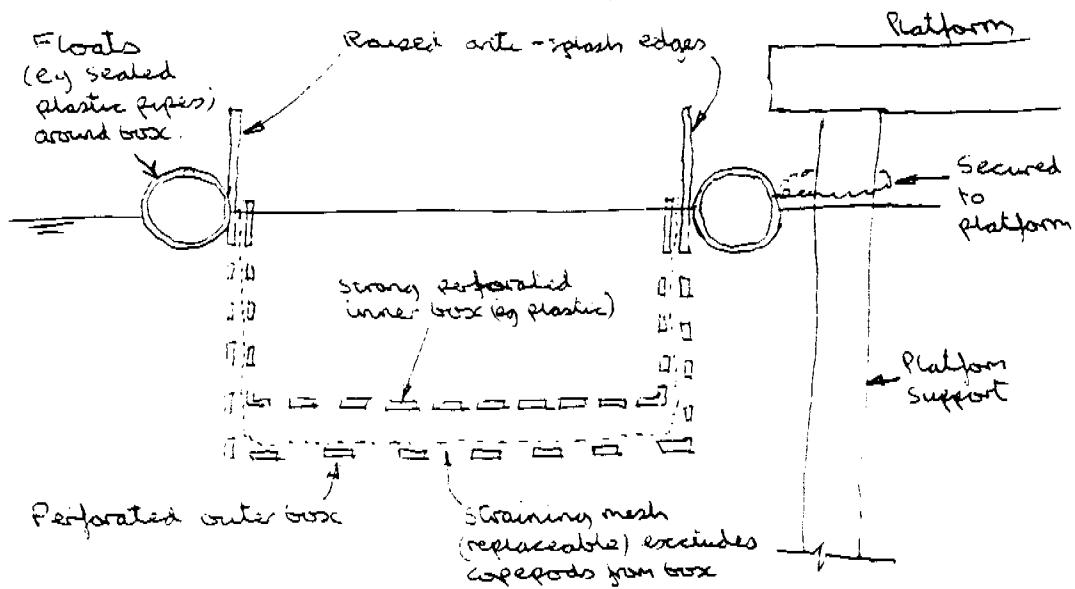 Floats
(eg sealed
plastic pipes)
around box.
Raised anti-splash edges
Platform
Secured
to
platform
Strong perforated
inner box (eg plastic)
Platform
Support
Perforated outer box
Straining mesh
(replaceable) excludes
copepods from box